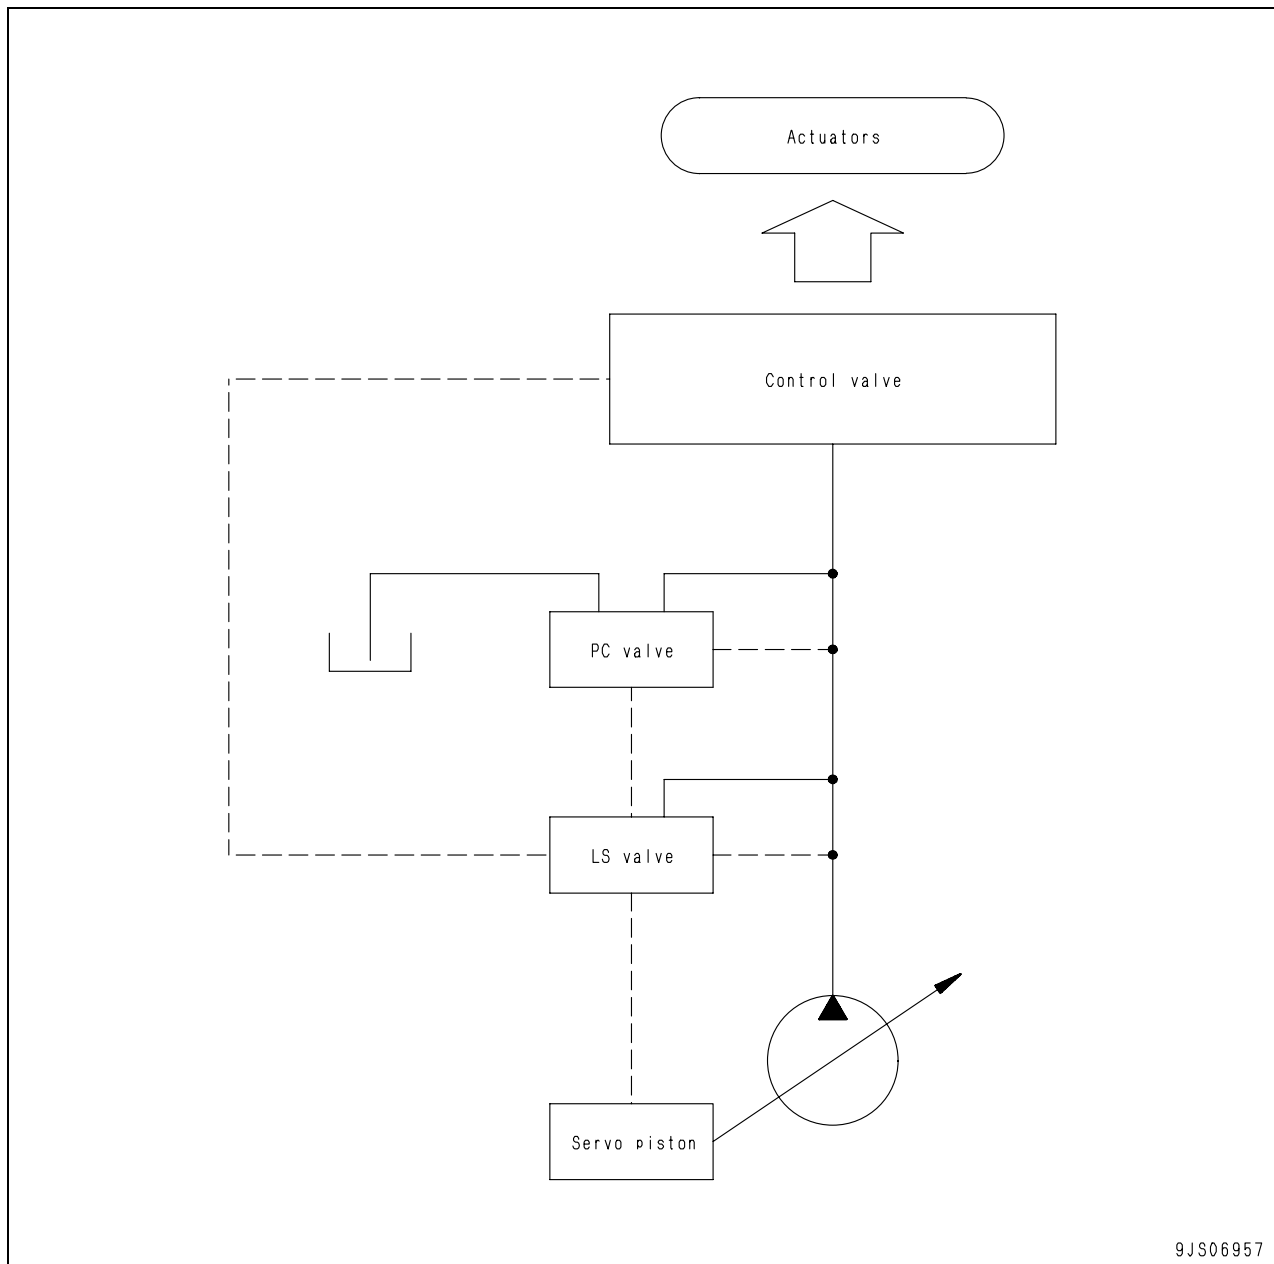 Actuators
Control valve
PC valve
LS valve
Servo piston
9JS06957